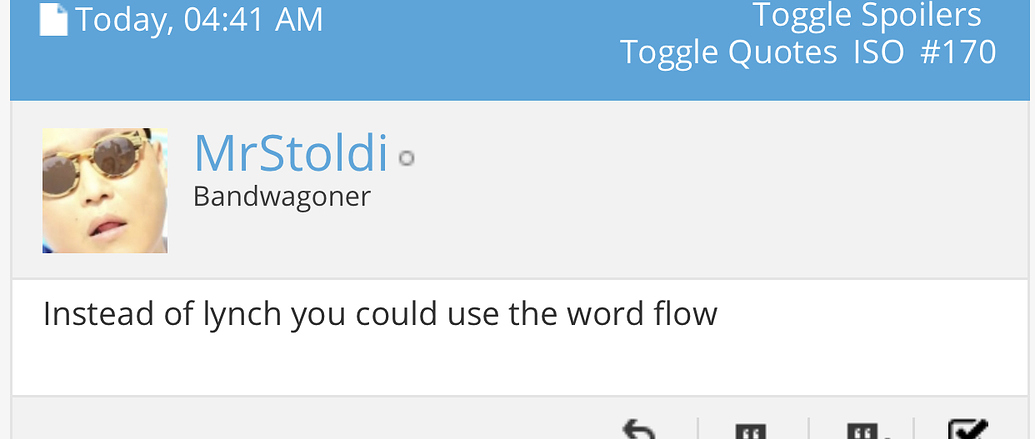 Today, 04:41 AM
Toggle Spoilers
Toggle Quotes ISO #170
MrStoldi
Bandwagoner
Instead of lynch you could use the word flow